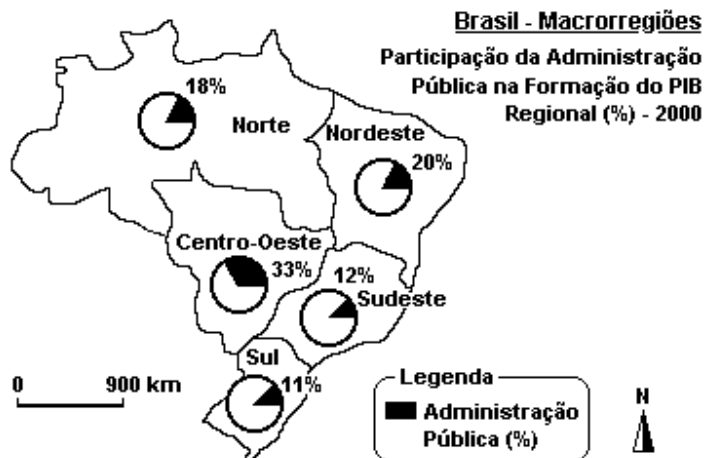 Brasil - Macrorregiões
Participação da Administração
Pública na Formação do PIB
Regional (%) - 2000
18%
Norte
Nordeste
20%
Centro-Oeste
33%
12%
Sudeste
Sul
11%
0 900 km
Legenda
Administração
Pública (%)
N